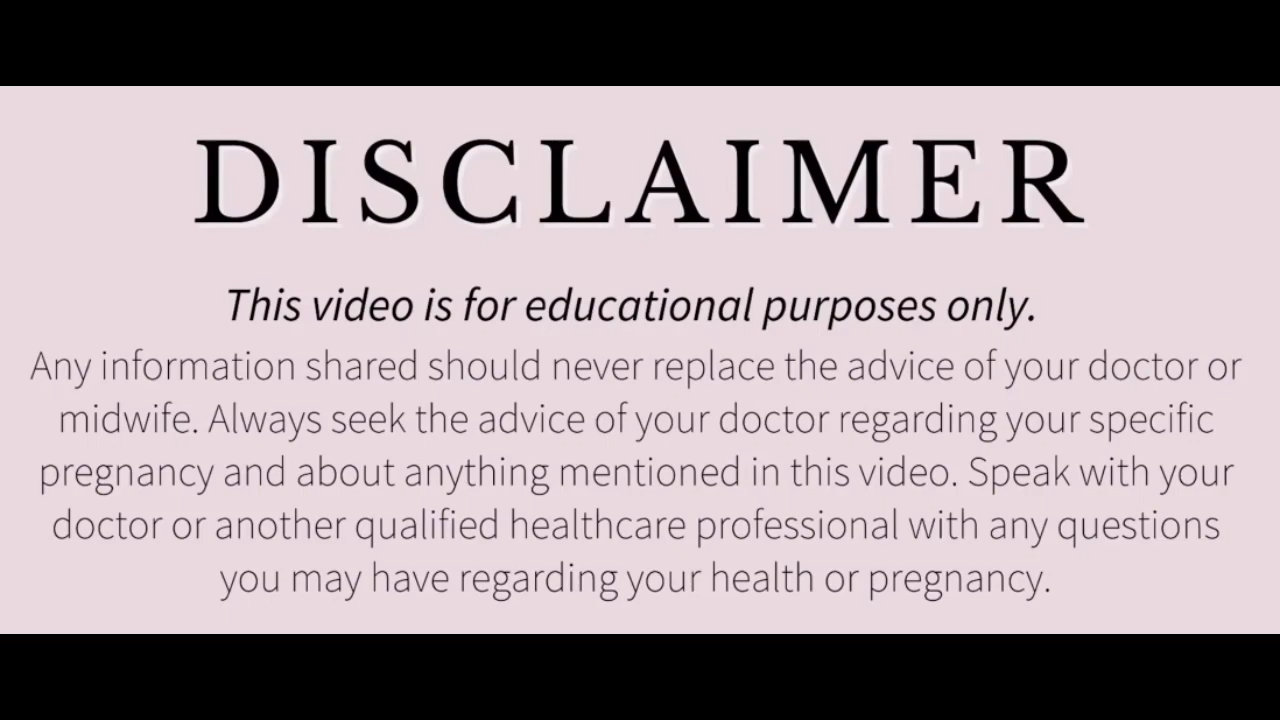 DISCLAIMER
This video is for educational purposes only.
Any information shared should never replace the advice of your doctor or
midwife. Always seek the advice of your doctor regarding your specific
pregnancy and about anything mentioned in this video. Speak with your
doctor or another qualified healthcare professional with any questions
you may have regarding your health or pregnancy.